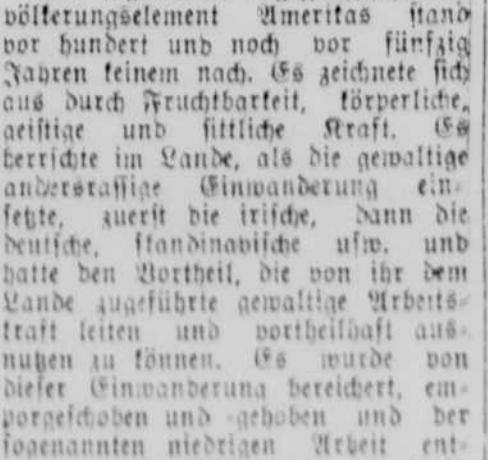 völkerungselement Amerikas stand
vor hundert und noch vor fünfzig
Jahren keinem nach. Es zeichnete sich
aus durch Fruchtbarkeit, körperliche,
geistige und sittliche Kraft. Es
herrschte im Lande, als die gewaltige
andersrassige Einwanderung ein-
setzte, zuerst die irische, dann die
deutsche, skandinavische usw. und
hatte den Vortheil, die von ihr dem
Lande zugeführte gewaltige Arbeits-
kraft leiten und vortheilhaft aus-
nutzen zu können. Es wurde von
dieser Einwanderung bereichert, em-
porgeschoben und -gehoben und der
sogenannten niedrigen Arbeit ent-